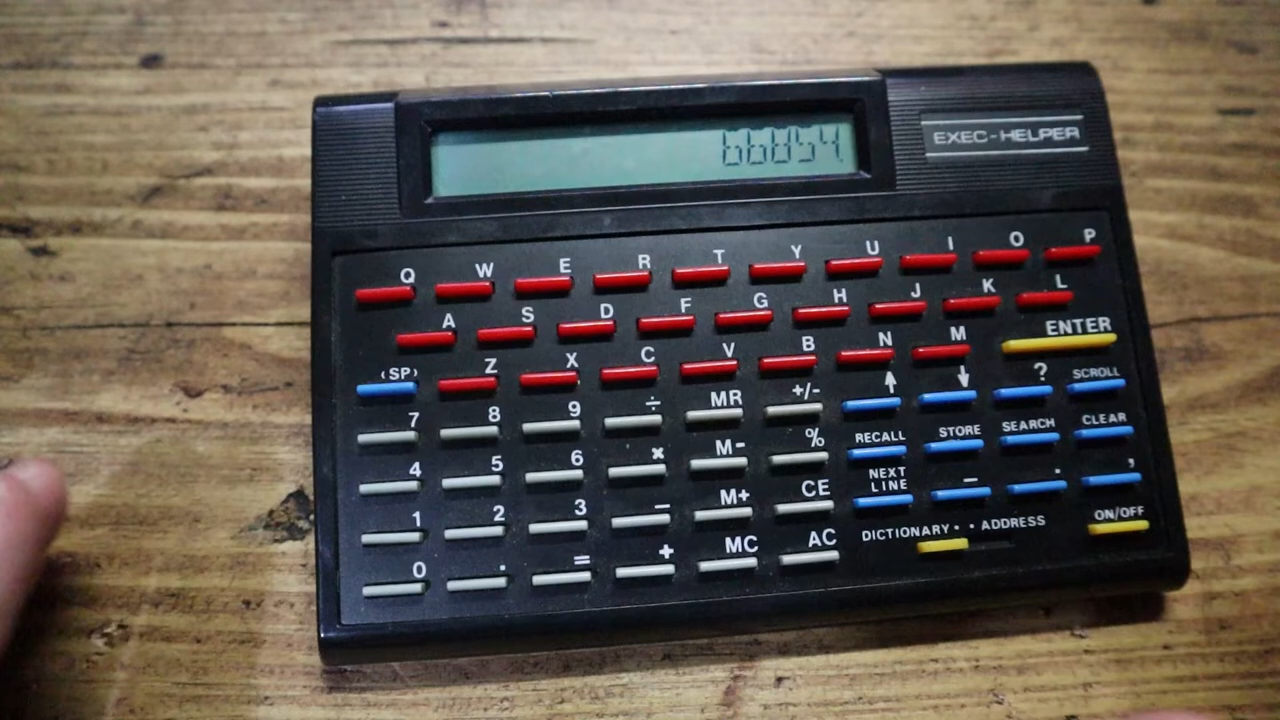 66854
EXEC-HELPER
Q W E R T Y U I O P
A S D F G H J K L
(SP) Z X C V B N M ENTER
7 8 9 ÷ MR +/- ↑ ↓ ? SCROLL
4 5 6 × M- % RECALL STORE SEARCH CLEAR
1 2 3 - M+ CE NEXT LINE - . ,
0 . = + MC AC DICTIONARY • • ADDRESS ON/OFF